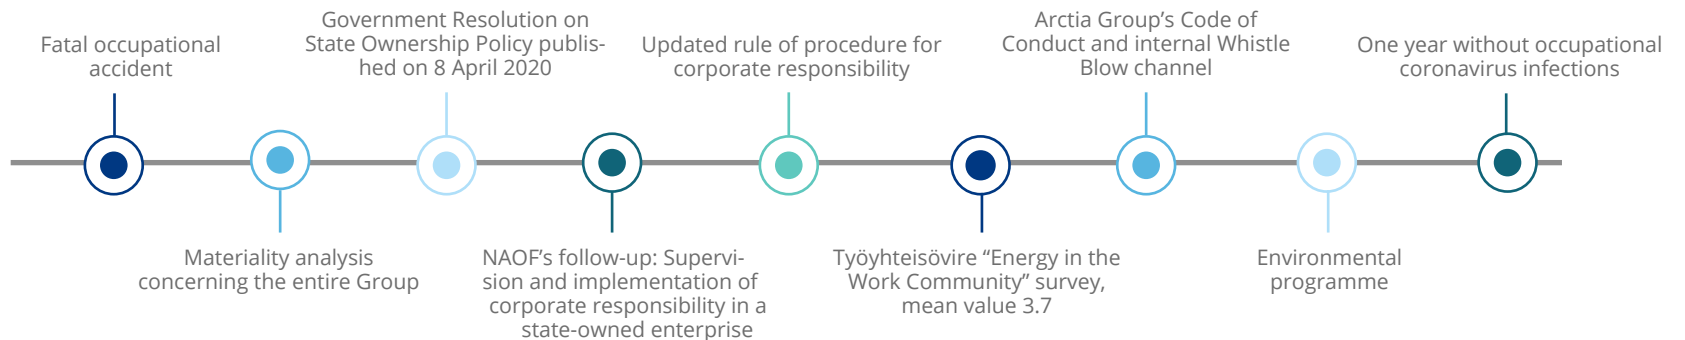 Fatal occupational
accident
Materiality analysis
concerning the entire Group
Government Resolution on
State Ownership Policy publis-
hed on 8 April 2020
NAOF’s follow-up: Supervi-
sion and implementation of
corporate responsibility in a
state-owned enterprise
Updated rule of procedure for
corporate responsibility
Työyhteisövire “Energy in the
Work Community” survey,
mean value 3.7
Arctia Group’s Code of
Conduct and internal Whistle
Blow channel
Environmental
programme
One year without occupational
coronavirus infections